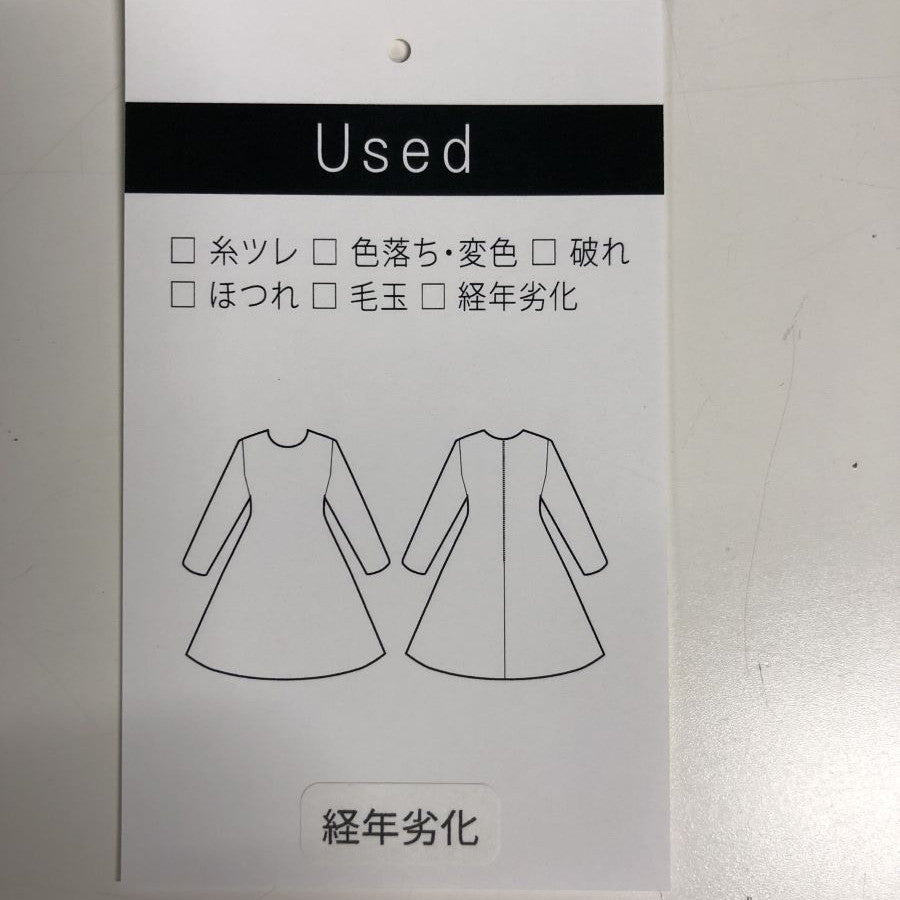 Used
□ 糸ツレ □ 色落ち・変色 □ 破れ
□ ほつれ □ 毛玉 □ 経年劣化
経年劣化